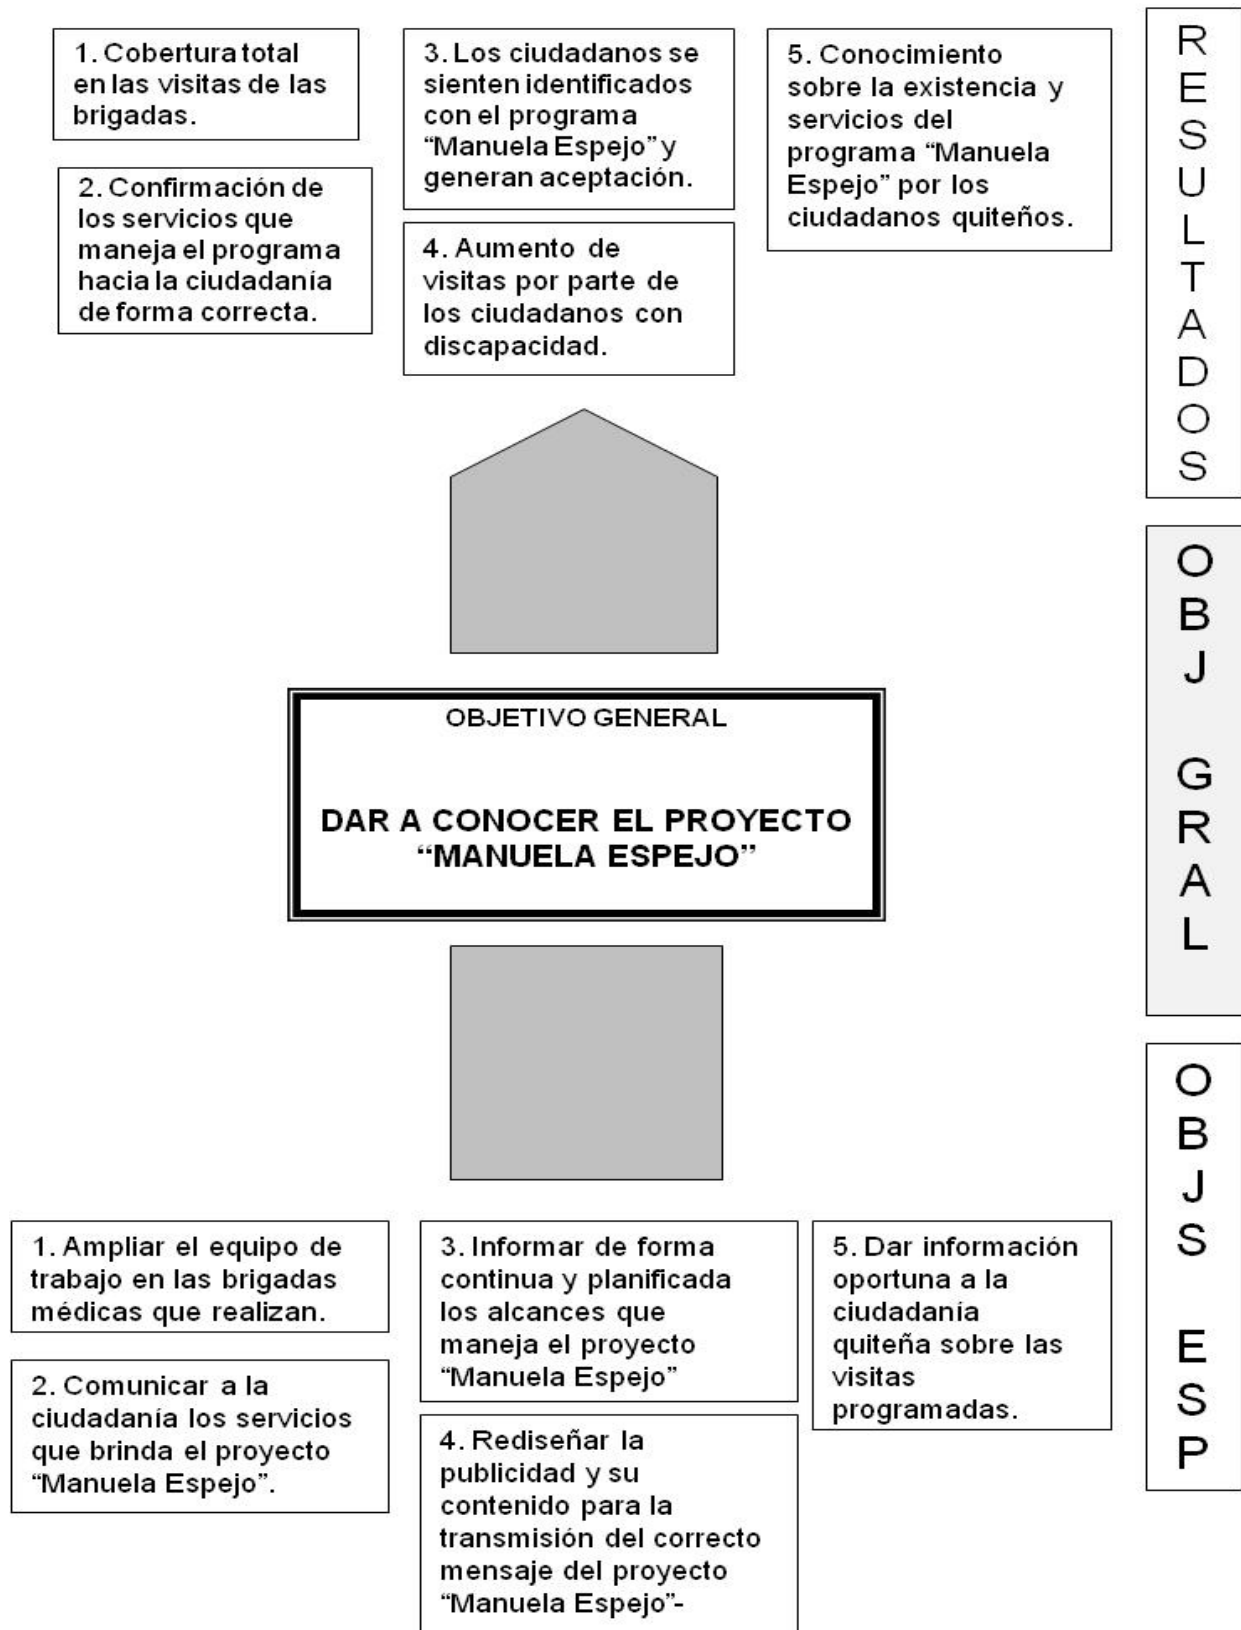 1. Cobertura total
en las visitas de las
brigadas.
2. Confirmación de
los servicios que
maneja el programa
hacia la ciudadanía
de forma correcta.
3. Los ciudadanos se
sienten identificados
con el programa
“Manuela Espejo” y
generan aceptación.
4. Aumento de
visitas por parte de
los ciudadanos con
discapacidad.
5. Conocimiento
sobre la existencia y
servicios del
programa “Manuela
Espejo” por los
ciudadanos quiteños.
R
E
S
U
L
T
A
D
O
S
OBJETIVO GENERAL
DAR A CONOCER EL PROYECTO
“MANUELA ESPEJO”
O
B
J
G
R
A
L
1. Ampliar el equipo de
trabajo en las brigadas
médicas que realizan.
2. Comunicar a la
ciudadanía los servicios
que brinda el proyecto
“Manuela Espejo”.
3. Informar de forma
continua y planificada
los alcances que
maneja el proyecto
“Manuela Espejo”
4. Rediseñar la
publicidad y su
contenido para la
transmisión del correcto
mensaje del proyecto
“Manuela Espejo”-
5. Dar información
oportuna a la
ciudadanía
quiteña sobre las
visitas
programadas.
O
B
J
S
E
S
P